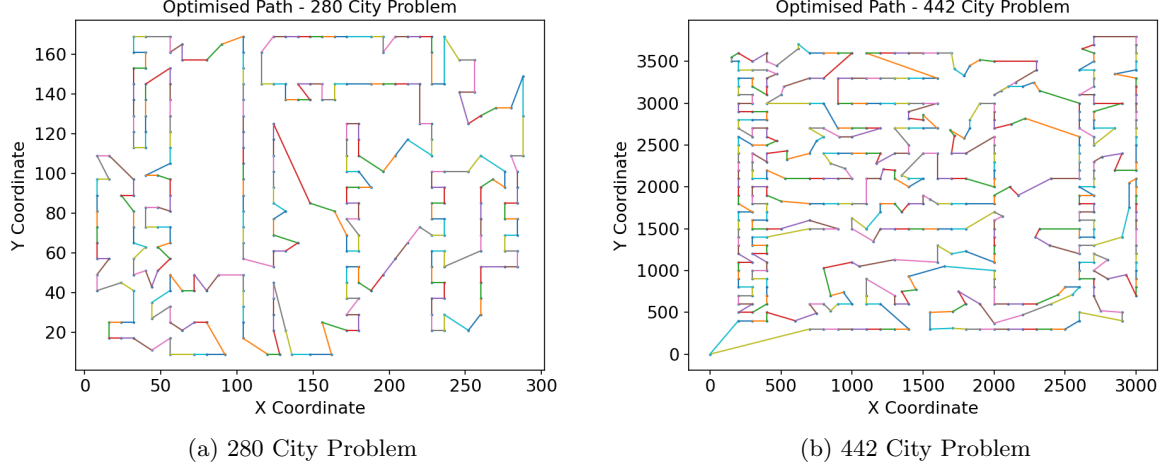 Optimised Path - 280 City Problem
160
140
120
100
80
60
40
20
Y Coordinate
0 50 100 150 200 250 300
X Coordinate
(a) 280 City Problem
Optimised Path - 442 City Problem
3500
3000
2500
2000
1500
1000
500
0
Y Coordinate
0 500 1000 1500 2000 2500 3000
X Coordinate
(b) 442 City Problem